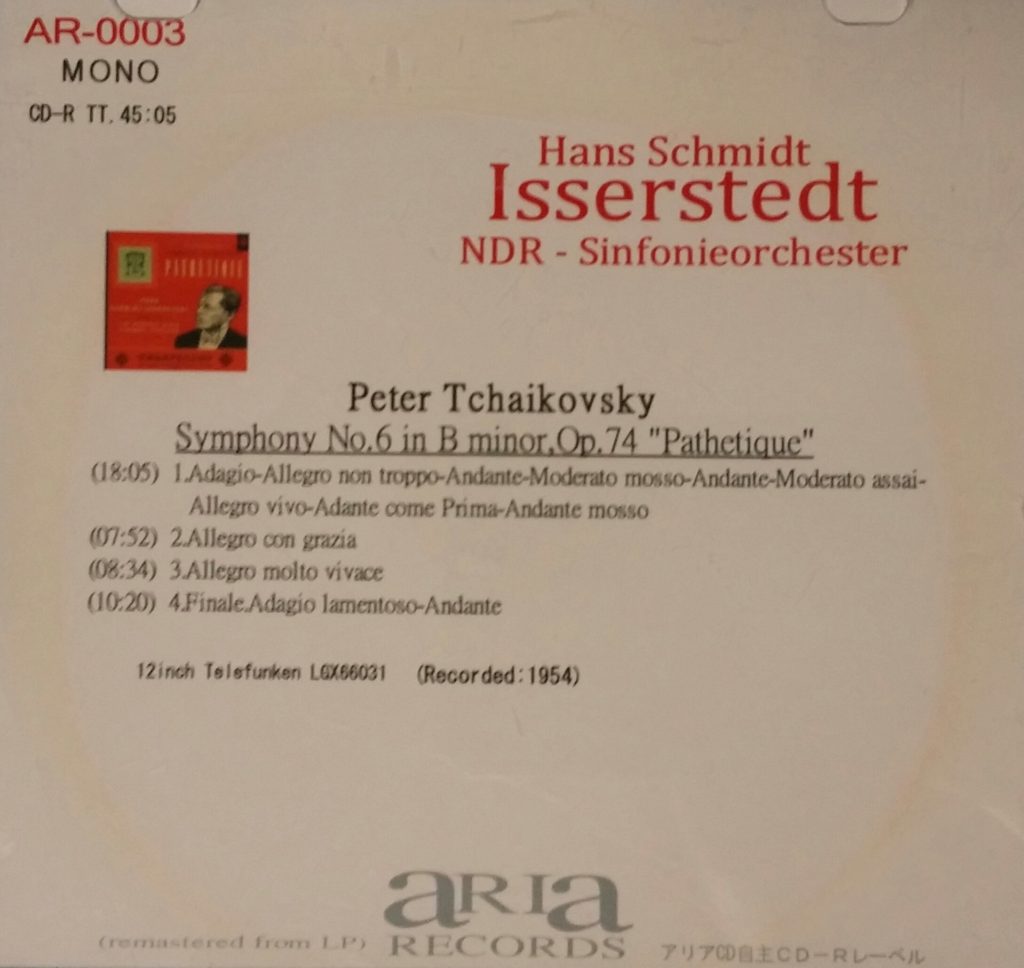 AR-0003
MONO
CD-R TT. 45:05
Hans Schmidt
Isserstedt
NDR - Sinfonieorchester
PATHETIQUE
Peter Tchaikovsky
Symphony No.6 in B minor,Op.74 "Pathetique"
(18:05) 1.Adagio-Allegro non troppo-Andante-Moderato mosso-Andante-Moderato assai-
Allegro vivo-Adante come Prima-Andante mosso
(07:52) 2.Allegro con grazia
(08:34) 3.Allegro molto vivace
(10:20) 4.Finale.Adagio lamentoso-Andante
12inch Telefunken LGX66031 (Recorded:1954)
aRIa
RECORDS
(remastered from LP)
アリアCD自主CD-Rレーベル